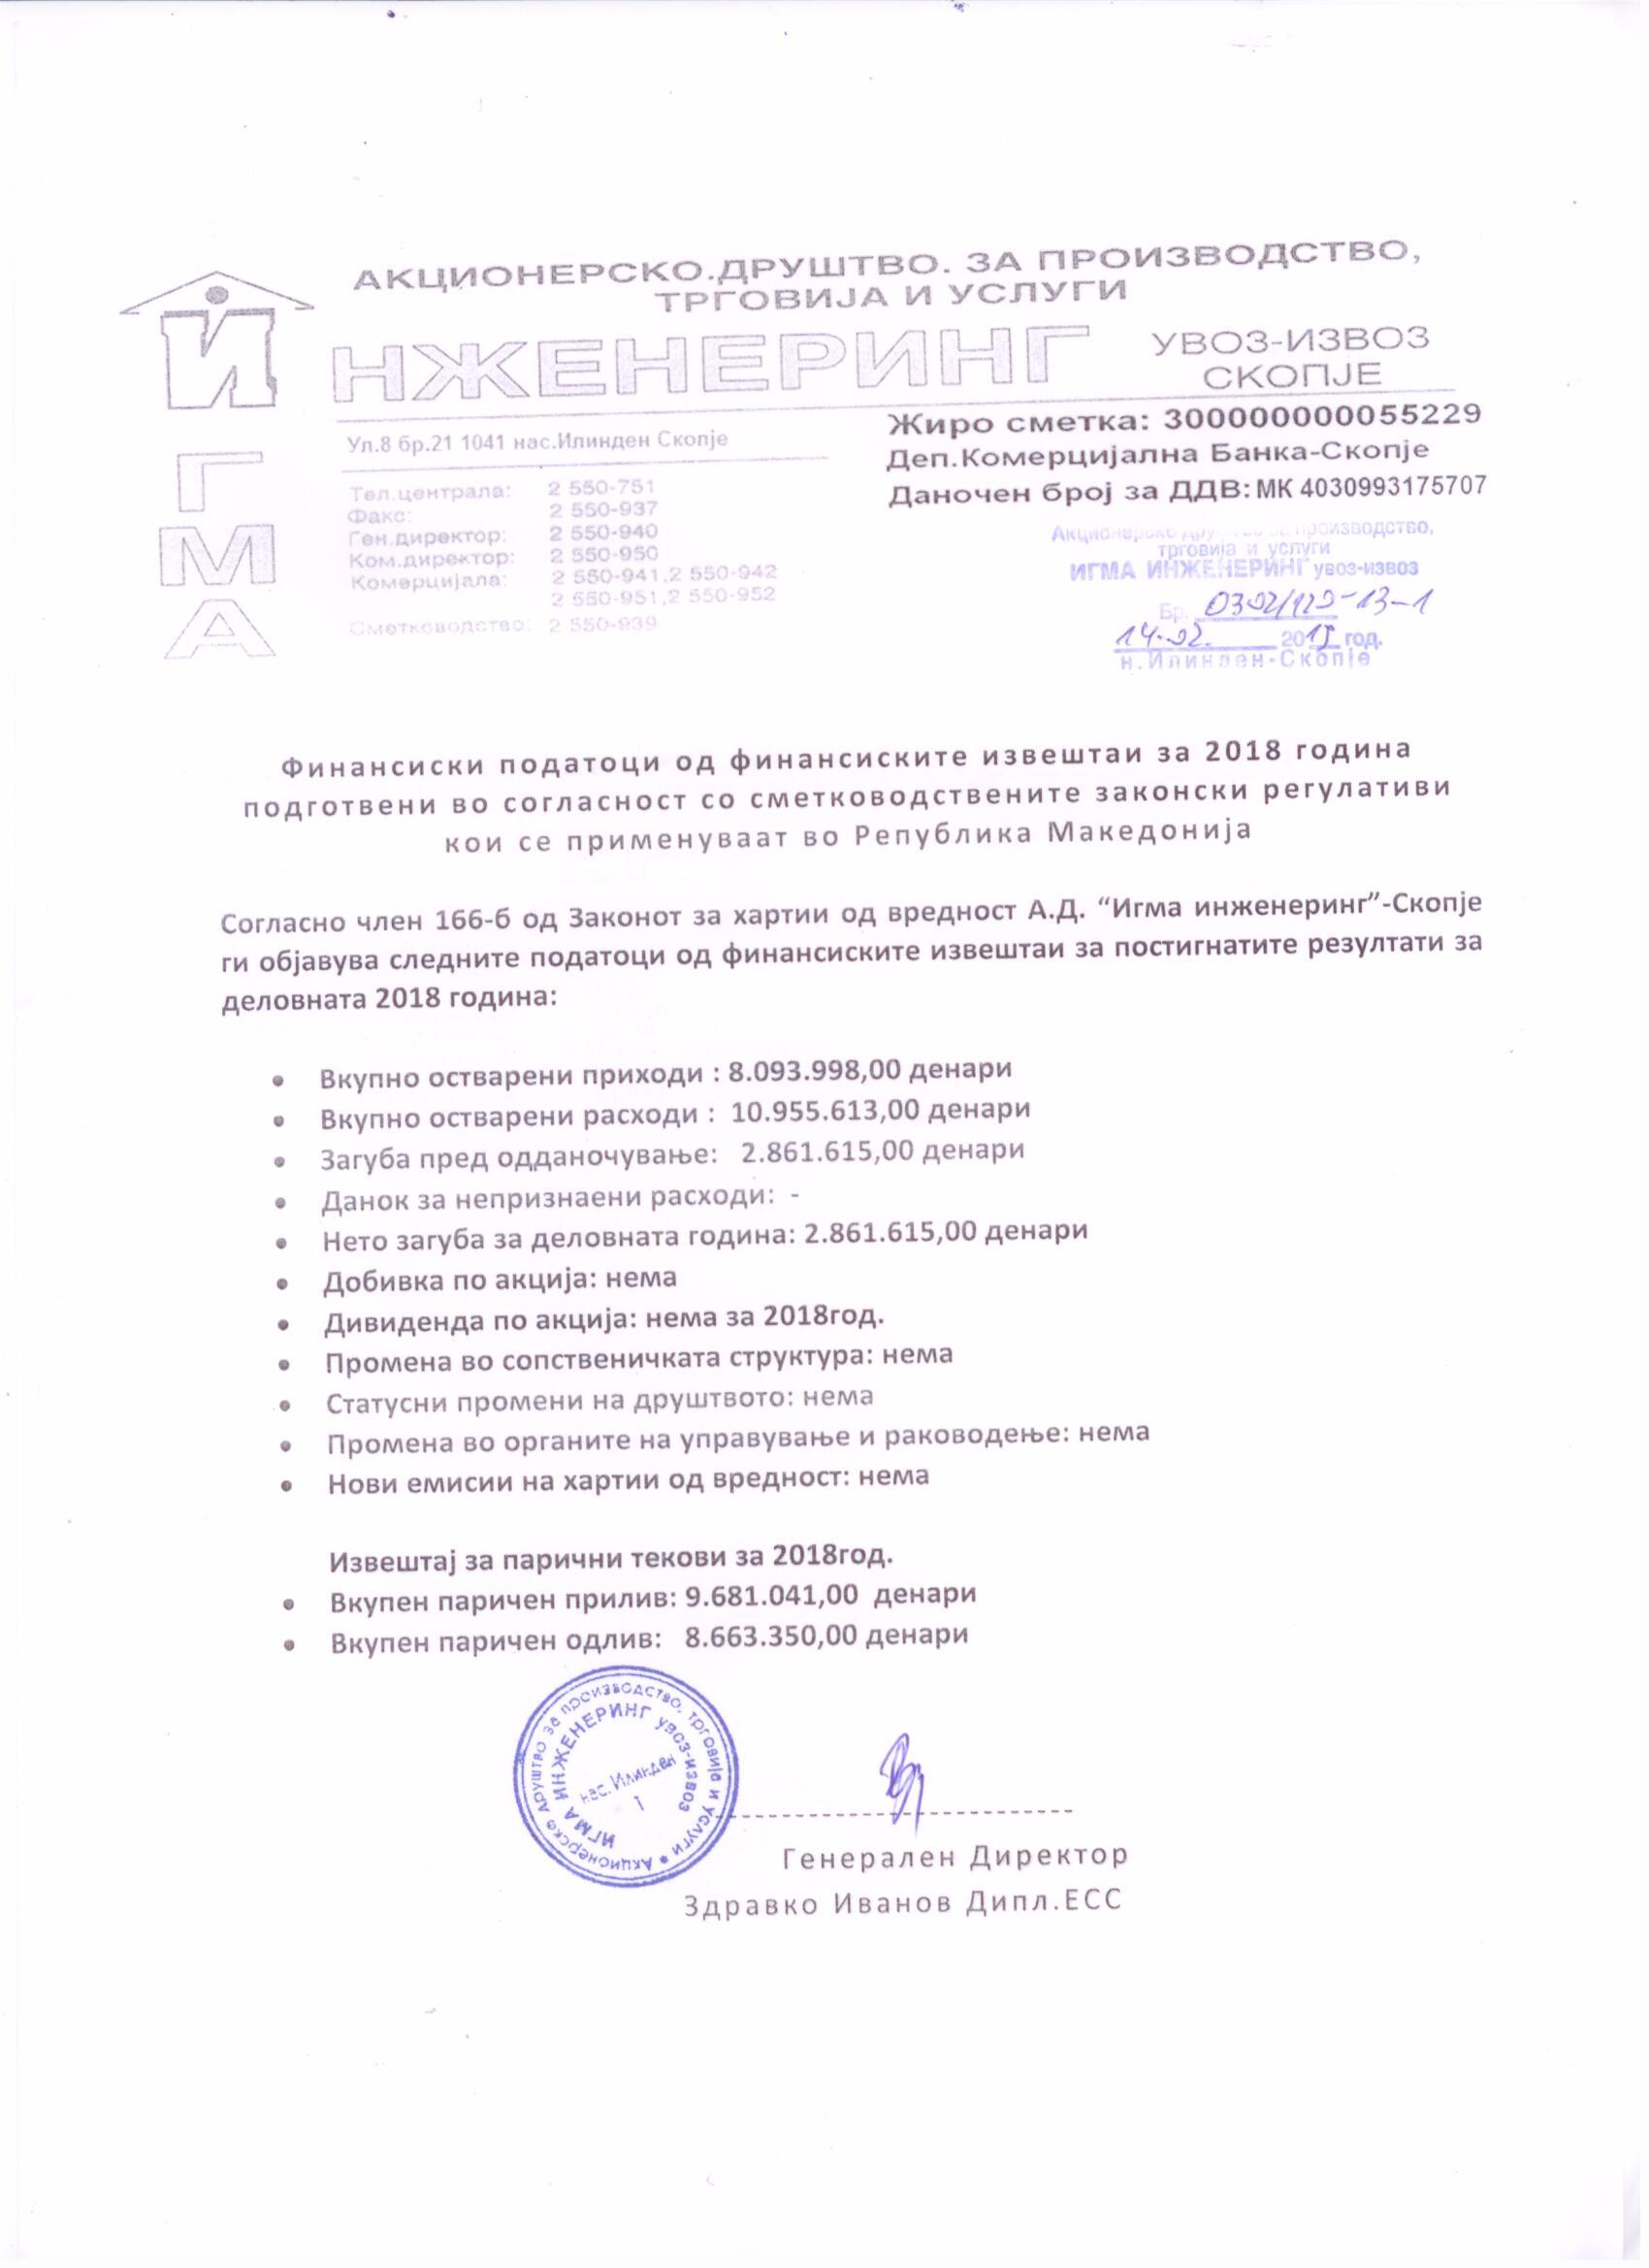 АКЦИОНЕРСКО.ДРУШТВО. ЗА ПРОИЗВОДСТВО,
ТРГОВИЈА И УСЛУГИ
ИНЖЕНЕРИНГ
УВОЗ-ИЗВОЗ
СКОПЈЕ
ИГМА
Ул.8 бр.21 1041 нас.Илинден Скопје
Тел.централа: 2 550-751
Факс: 2 550-937
Ген.директор: 2 550-940
Ком.директор: 2 550-950
Комерцијала: 2 550-941,2 550-942
2 550-951,2 550-952
Сметководство: 2 550-939
Жиро сметка: 300000000055229
Деп.Комерцијална Банка-Скопје
Даночен број за ДДВ: МК 4030993175707
Акционерско друштво за производство,
трговија и услуги
ИГМА ИНЖЕНЕРИНГ увоз-извоз
Бр.
14.02. 20 год.
н.Илинден-Скопје
Финансиски податоци од финансиските извештаи за 2018 година
подготвени во согласност со сметководствените законски регулативи
кои се применуваат во Република Македонија
Согласно член 166-б од Законот за хартии од вредност А.Д. “Игма инженеринг”-Скопје
ги објавува следните податоци од финансиските извештаи за постигнатите резултати за
деловната 2018 година:
• Вкупно остварени приходи : 8.093.998,00 денари
• Вкупно остварени расходи : 10.955.613,00 денари
• Загуба пред одданочување: 2.861.615,00 денари
• Данок за непризнаени расходи: -
• Нето загуба за деловната година: 2.861.615,00 денари
• Добивка по акција: нема
• Дивиденда по акција: нема за 2018год.
• Промена во сопственичката структура: нема
• Статусни промени на друштвото: нема
• Промена во органите на управување и раководење: нема
• Нови емисии на хартии од вредност: нема
Извештај за парични текови за 2018год.
• Вкупен паричен прилив: 9.681.041,00 денари
• Вкупен паричен одлив: 8.663.350,00 денари
Акционерско друштво за производство, трговија и услуги
ИГМА ИНЖЕНЕРИНГ увоз-извоз
нас. Илинден
1
Генерален Директор
Здравко Иванов Дипл.ЕСС